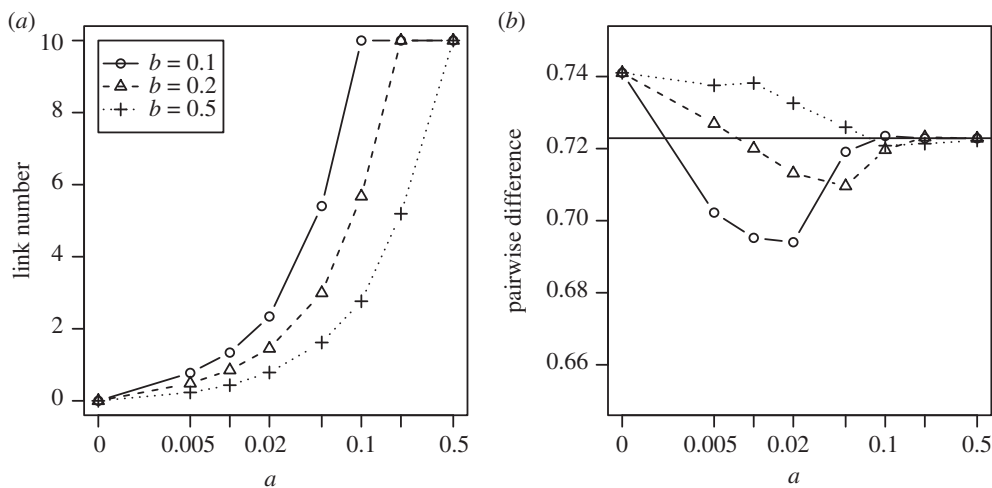 (a)
10
8
6
4
2
0
link number
b = 0.1
b = 0.2
b = 0.5
0 0.005 0.02 0.1 0.5
a
(b)
0.74
0.72
0.70
0.68
0.66
pairwise difference
0 0.005 0.02 0.1 0.5
a